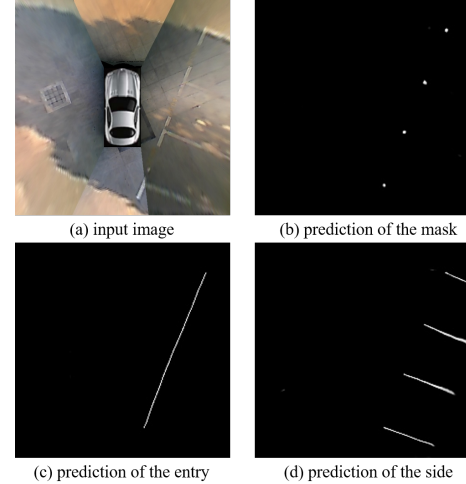 (a) input image
(b) prediction of the mask
(c) prediction of the entry
(d) prediction of the side